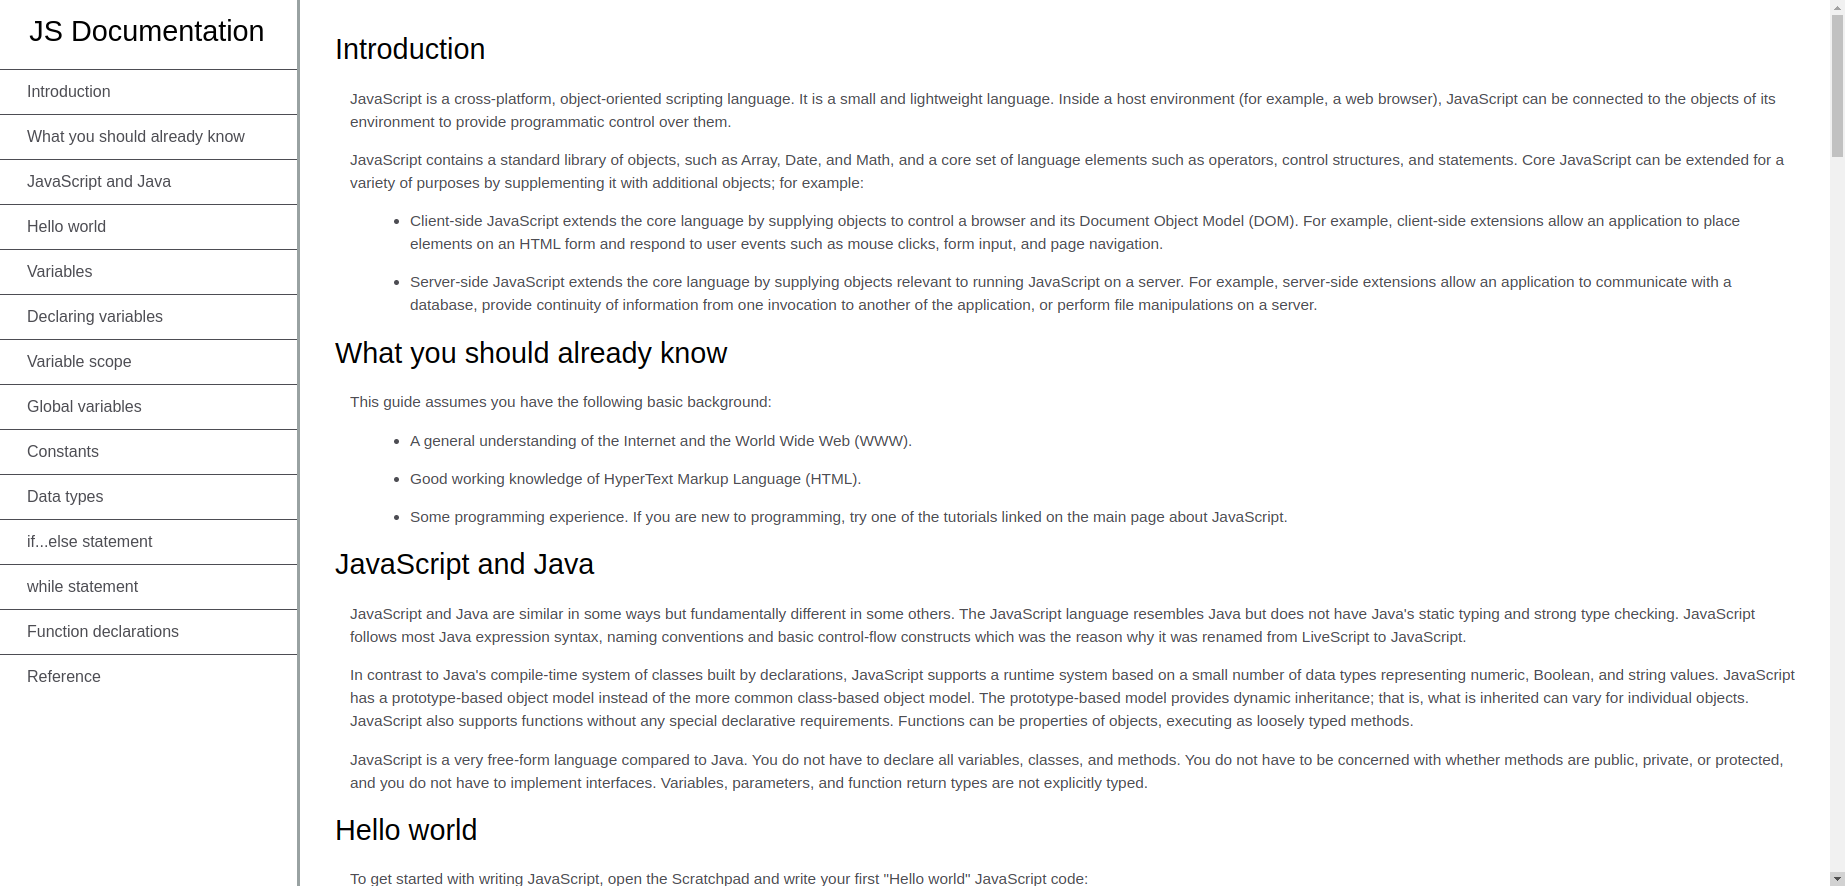 JS Documentation
Introduction
What you should already know
JavaScript and Java
Hello world
Variables
Declaring variables
Variable scope
Global variables
Constants
Data types
if...else statement
while statement
Function declarations
Reference
Introduction
JavaScript is a cross-platform, object-oriented scripting language. It is a small and lightweight language. Inside a host environment (for example, a web browser), JavaScript can be connected to the objects of its
environment to provide programmatic control over them.
JavaScript contains a standard library of objects, such as Array, Date, and Math, and a core set of language elements such as operators, control structures, and statements. Core JavaScript can be extended for a
variety of purposes by supplementing it with additional objects; for example:
• Client-side JavaScript extends the core language by supplying objects to control a browser and its Document Object Model (DOM). For example, client-side extensions allow an application to place
elements on an HTML form and respond to user events such as mouse clicks, form input, and page navigation.
• Server-side JavaScript extends the core language by supplying objects relevant to running JavaScript on a server. For example, server-side extensions allow an application to communicate with a
database, provide continuity of information from one invocation to another of the application, or perform file manipulations on a server.
What you should already know
This guide assumes you have the following basic background:
• A general understanding of the Internet and the World Wide Web (WWW).
• Good working knowledge of HyperText Markup Language (HTML).
• Some programming experience. If you are new to programming, try one of the tutorials linked on the main page about JavaScript.
JavaScript and Java
JavaScript and Java are similar in some ways but fundamentally different in some others. The JavaScript language resembles Java but does not have Java's static typing and strong type checking. JavaScript
follows most Java expression syntax, naming conventions and basic control-flow constructs which was the reason why it was renamed from LiveScript to JavaScript.
In contrast to Java's compile-time system of classes built by declarations, JavaScript supports a runtime system based on a small number of data types representing numeric, Boolean, and string values. JavaScript
has a prototype-based object model instead of the more common class-based object model. The prototype-based model provides dynamic inheritance; that is, what is inherited can vary for individual objects.
JavaScript also supports functions without any special declarative requirements. Functions can be properties of objects, executing as loosely typed methods.
JavaScript is a very free-form language compared to Java. You do not have to declare all variables, classes, and methods. You do not have to be concerned with whether methods are public, private, or protected,
and you do not have to implement interfaces. Variables, parameters, and function return types are not explicitly typed.
Hello world
To get started with writing JavaScript, open the Scratchpad and write your first "Hello world" JavaScript code: